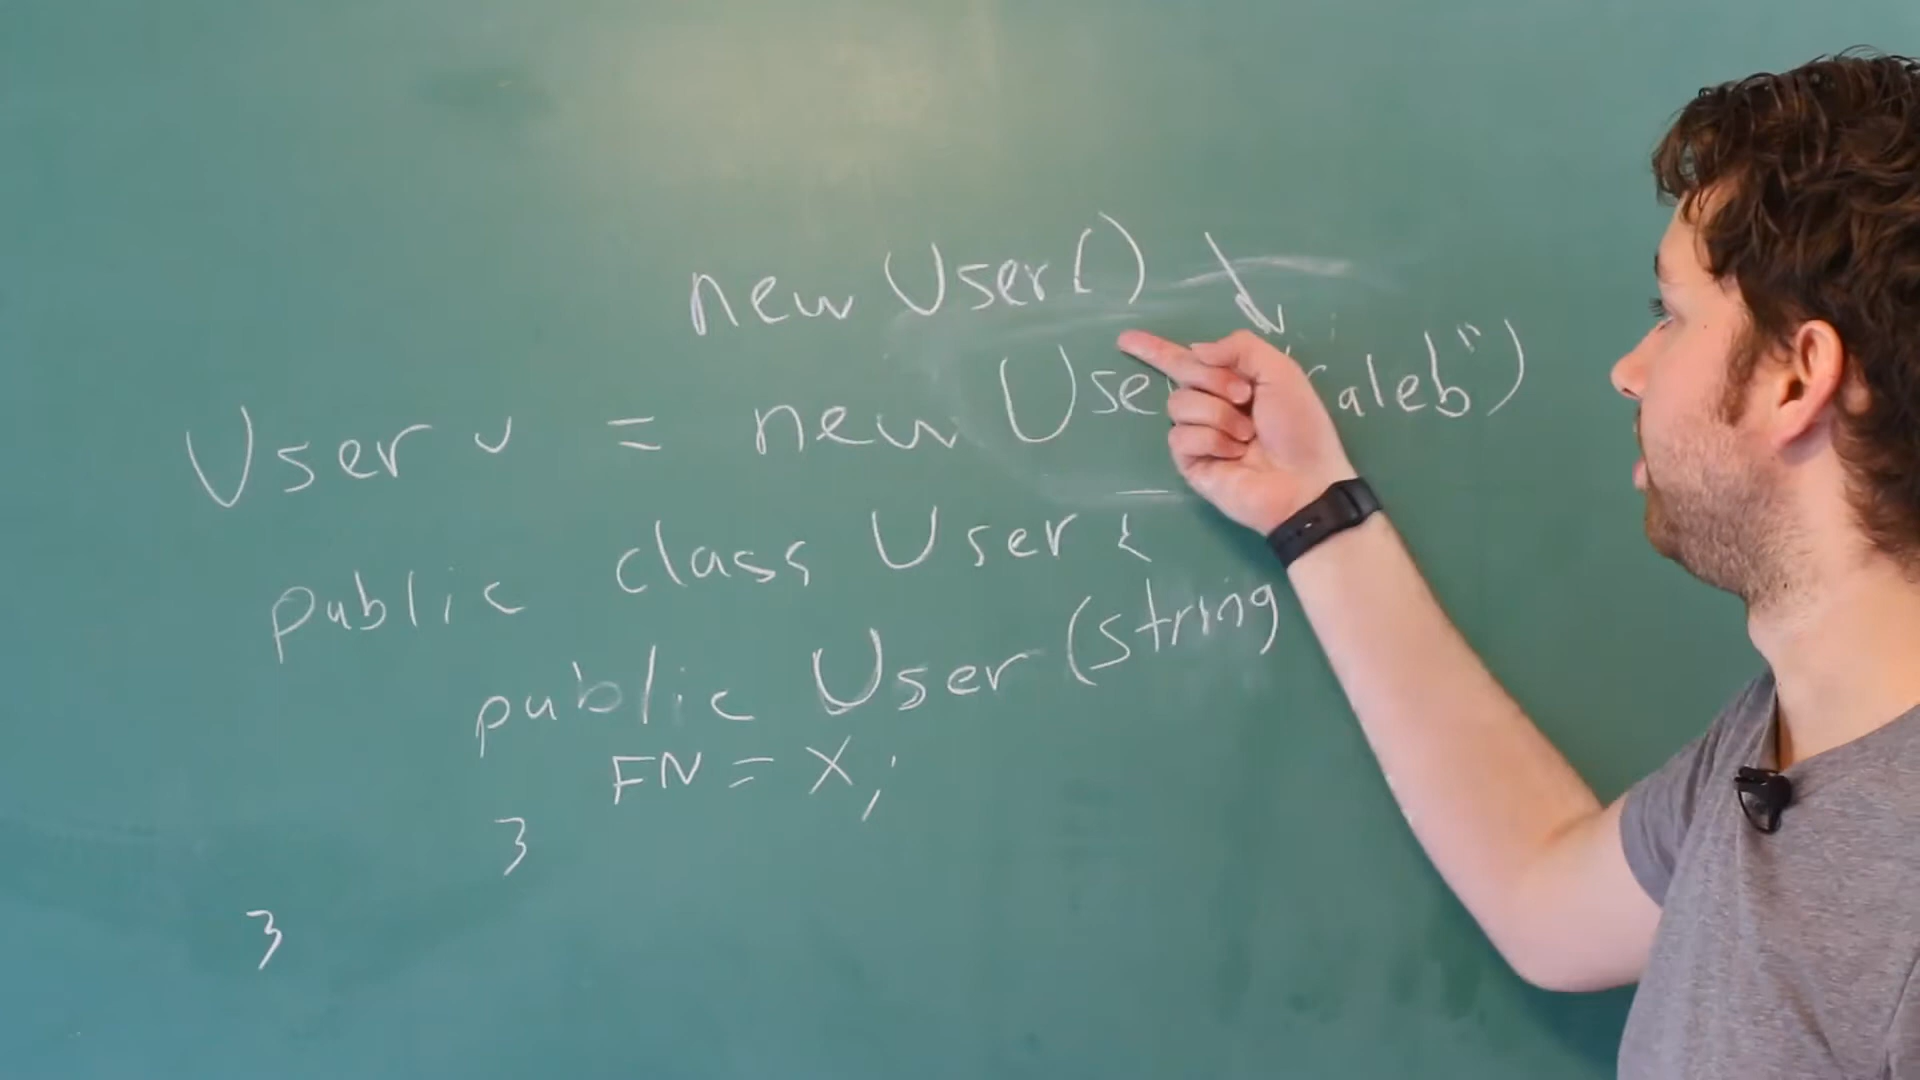 new User()
User u = new Use aleb")
public class User {
public User (string
FN = X;
}
}